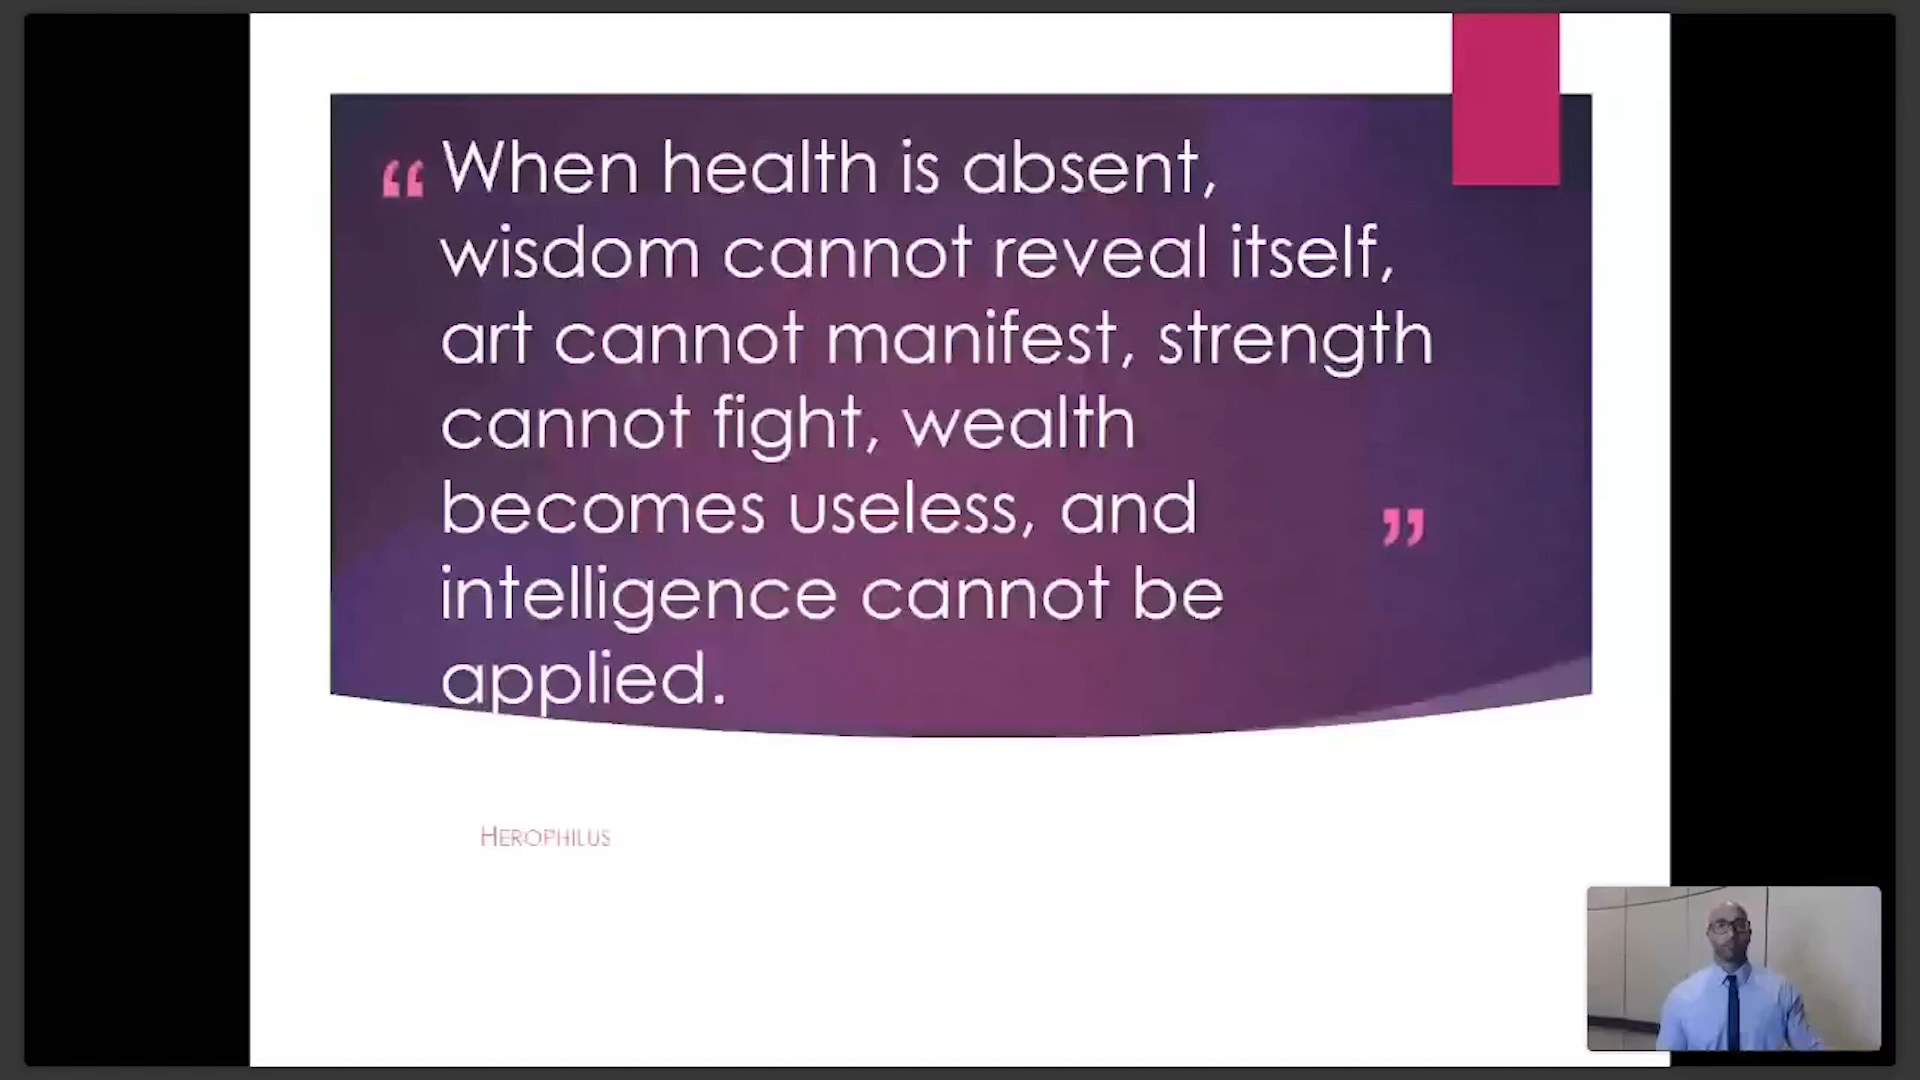 “ When health is absent,
wisdom cannot reveal itself,
art cannot manifest, strength
cannot fight, wealth
becomes useless, and
intelligence cannot be ”
applied.
HEROPHILUS